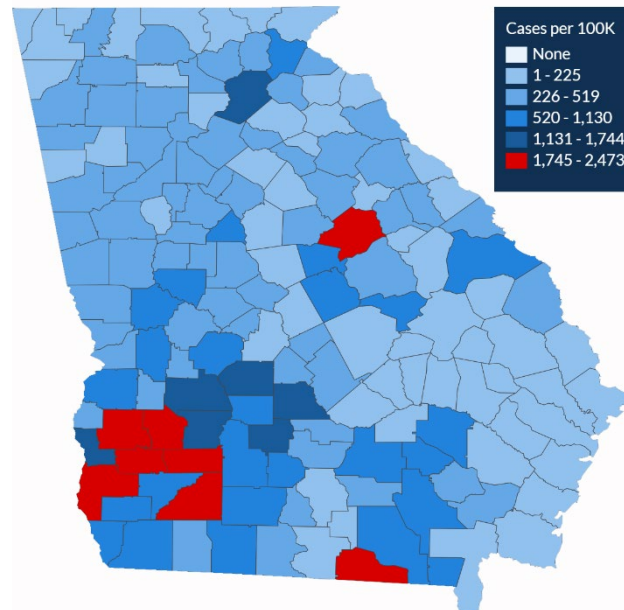 Cases per 100K
None
1 - 225
226 - 519
520 - 1,130
1,131 - 1,744
1,745 - 2,473